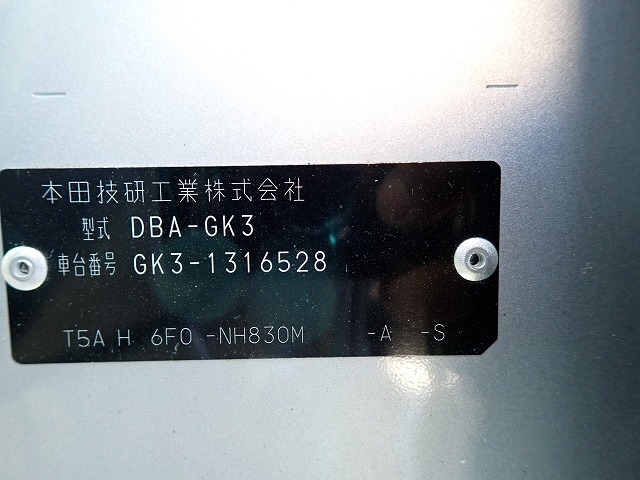 本田技研工業株式会社
型式 DBA-GK3
車台番号 GK3-1316528
T5A H 6F0 -NH830M -A -S